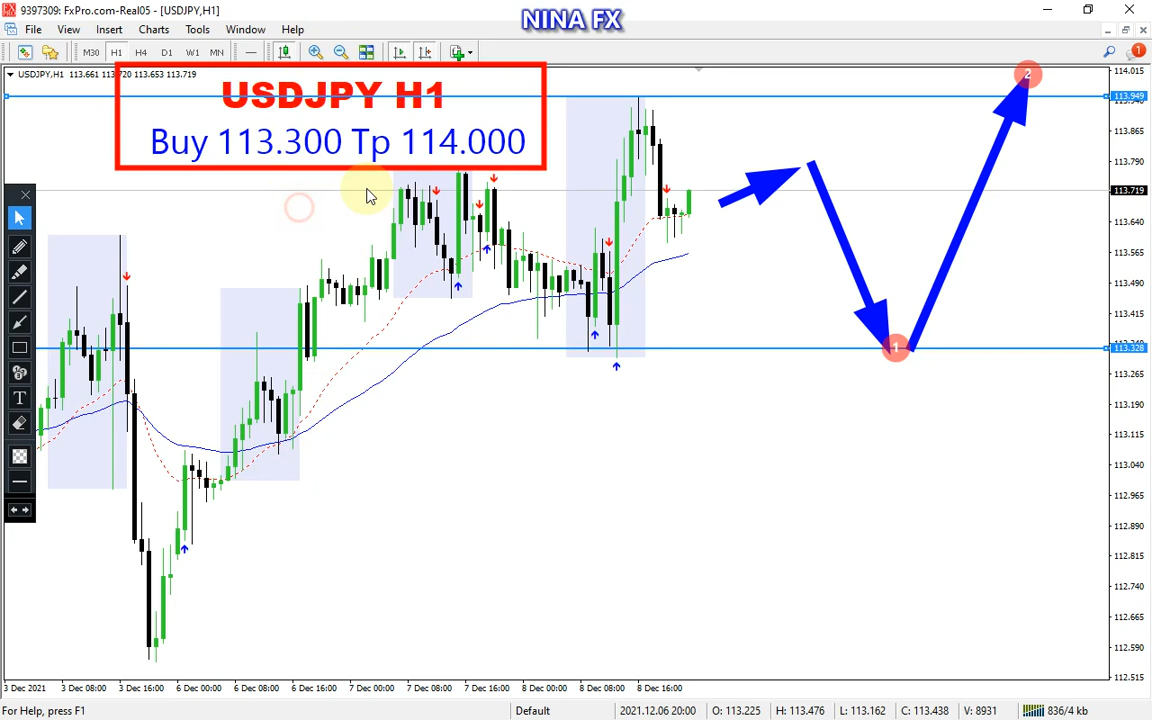 9397309: FxPro.com-Real05 - [USDJPY,H1]
NINA FX
File View Insert Charts Tools Window Help
M30 H1 H4 D1 W1 MN
1
USDJPY,H1 113.661 113.720 113.653 113.719
USDJPY H1
Buy 113.300 Tp 114.000
2
1
114.015
113.949
113.865
113.790
113.719
113.640
113.565
113.490
113.415
113.328
113.265
113.190
113.115
113.040
112.965
112.890
112.815
112.740
112.665
112.590
112.515
3 Dec 2021 3 Dec 08:00 3 Dec 16:00 6 Dec 00:00 6 Dec 08:00 6 Dec 16:00 7 Dec 00:00 7 Dec 08:00 7 Dec 16:00 8 Dec 00:00 8 Dec 08:00 8 Dec 16:00
For Help, press F1 Default 2021.12.06 20:00 O: 113.225 H: 113.476 L: 113.162 C: 113.438 V: 8931 836/4 kb